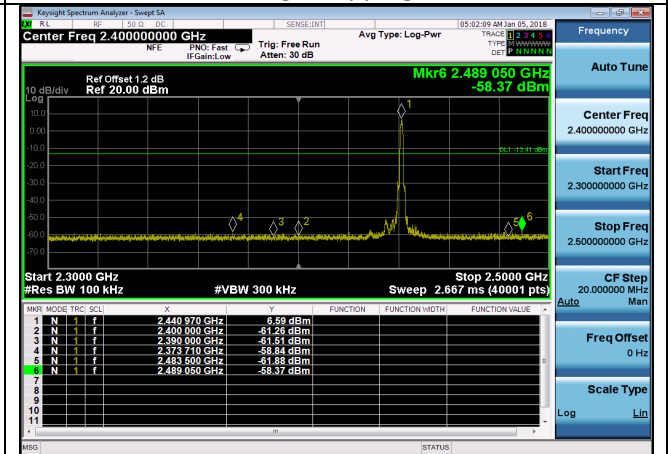 Keysight Spectrum Analyzer - Swept SA
RL RF 50 Ω DC SENSE:INT 05:02:09 AM Jan 05, 2018
Center Freq 2.400000000 GHz
NFE PNO: Fast IFGain:Low
Trig: Free Run
Atten: 30 dB
Avg Type: Log-Pwr
TRACE 1 2 3 4 5 6
TYPE M W W W W W
DET P N N N N N
Ref Offset 1.2 dB
10 dB/div Ref 20.00 dBm
Log
Mkr6 2.489 050 GHz
-58.37 dBm
10.0
0.00
-10.0
-20.0
-30.0
-40.0
-50.0
-60.0
-70.0
DL1 -13.41 dBm
1
4
3
2
5
6
Start 2.3000 GHz Stop 2.5000 GHz
#Res BW 100 kHz #VBW 300 kHz Sweep 2.667 ms (40001 pts)
MKR MODE TRC SCL X Y FUNCTION FUNCTION WIDTH FUNCTION VALUE
1 N 1 f 2.440 970 GHz 6.59 dBm
2 N 1 f 2.400 000 GHz -61.26 dBm
3 N 1 f 2.390 000 GHz -61.51 dBm
4 N 1 f 2.373 710 GHz -58.84 dBm
5 N 1 f 2.483 500 GHz -61.88 dBm
6 N 1 f 2.489 050 GHz -58.37 dBm
7
8
9
10
11
MSG STATUS
Frequency
Auto Tune
Center Freq
2.400000000 GHz
Start Freq
2.300000000 GHz
Stop Freq
2.500000000 GHz
CF Step
20.000000 MHz
Auto Man
Freq Offset
0 Hz
Scale Type
Log Lin